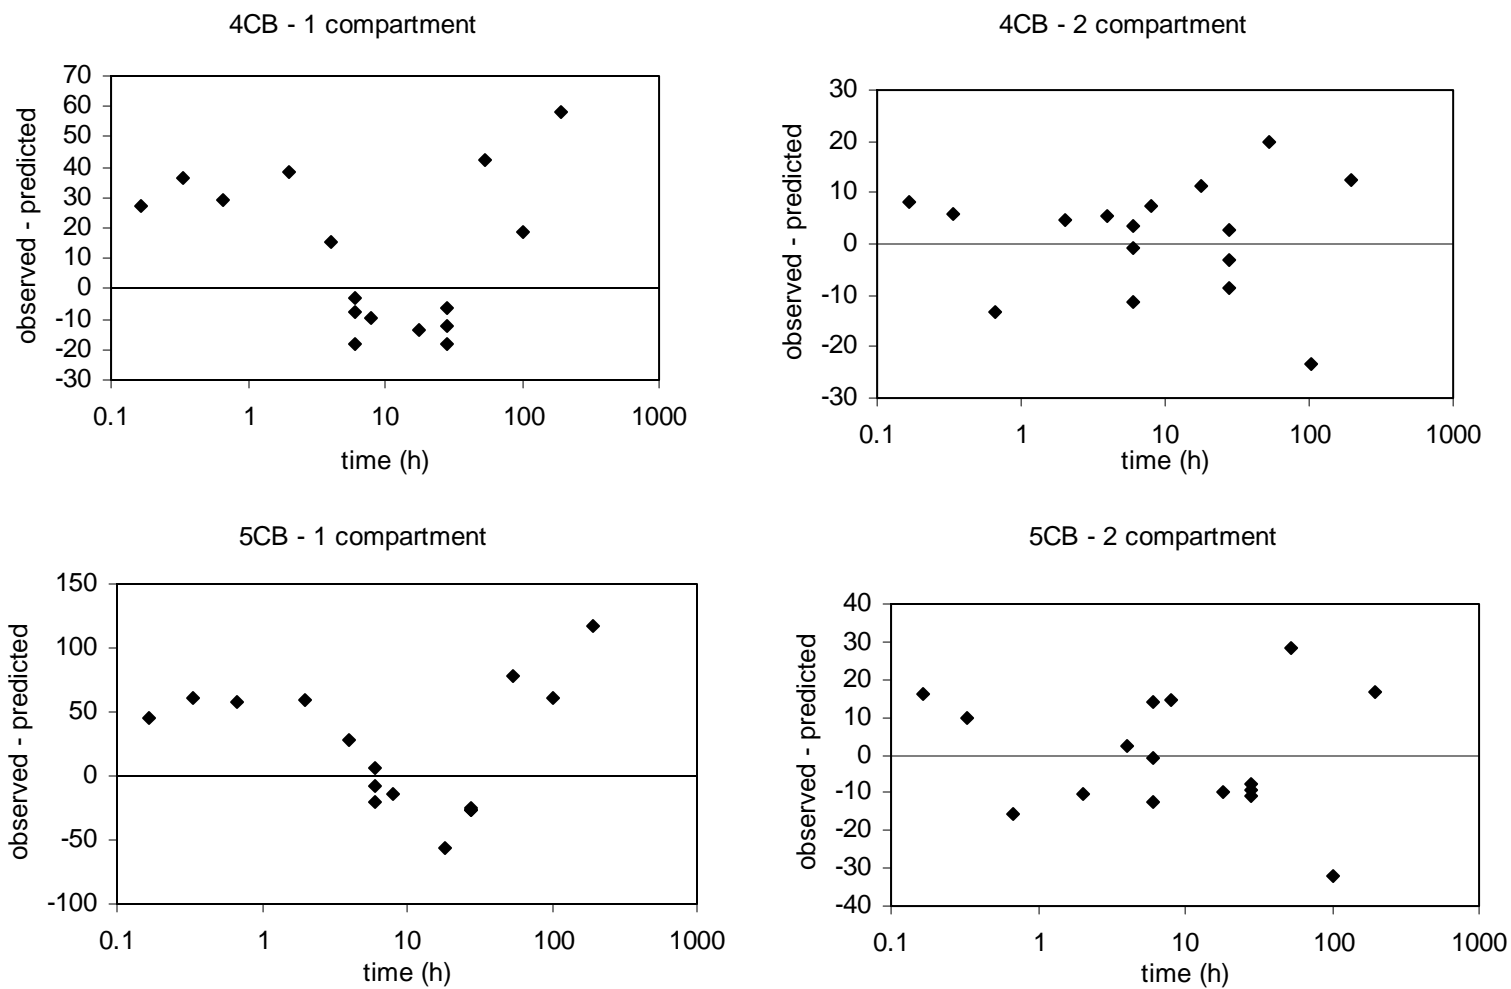 4CB - 1 compartment
observed - predicted
70
60
50
40
30
20
10
0
-10
-20
-30
0.1 1 10 100 1000
time (h)
4CB - 2 compartment
observed - predicted
30
20
10
0
-10
-20
-30
0.1 1 10 100 1000
time (h)
5CB - 1 compartment
observed - predicted
150
100
50
0
-50
-100
0.1 1 10 100 1000
time (h)
5CB - 2 compartment
observed - predicted
40
30
20
10
0
-10
-20
-30
-40
0.1 1 10 100 1000
time (h)